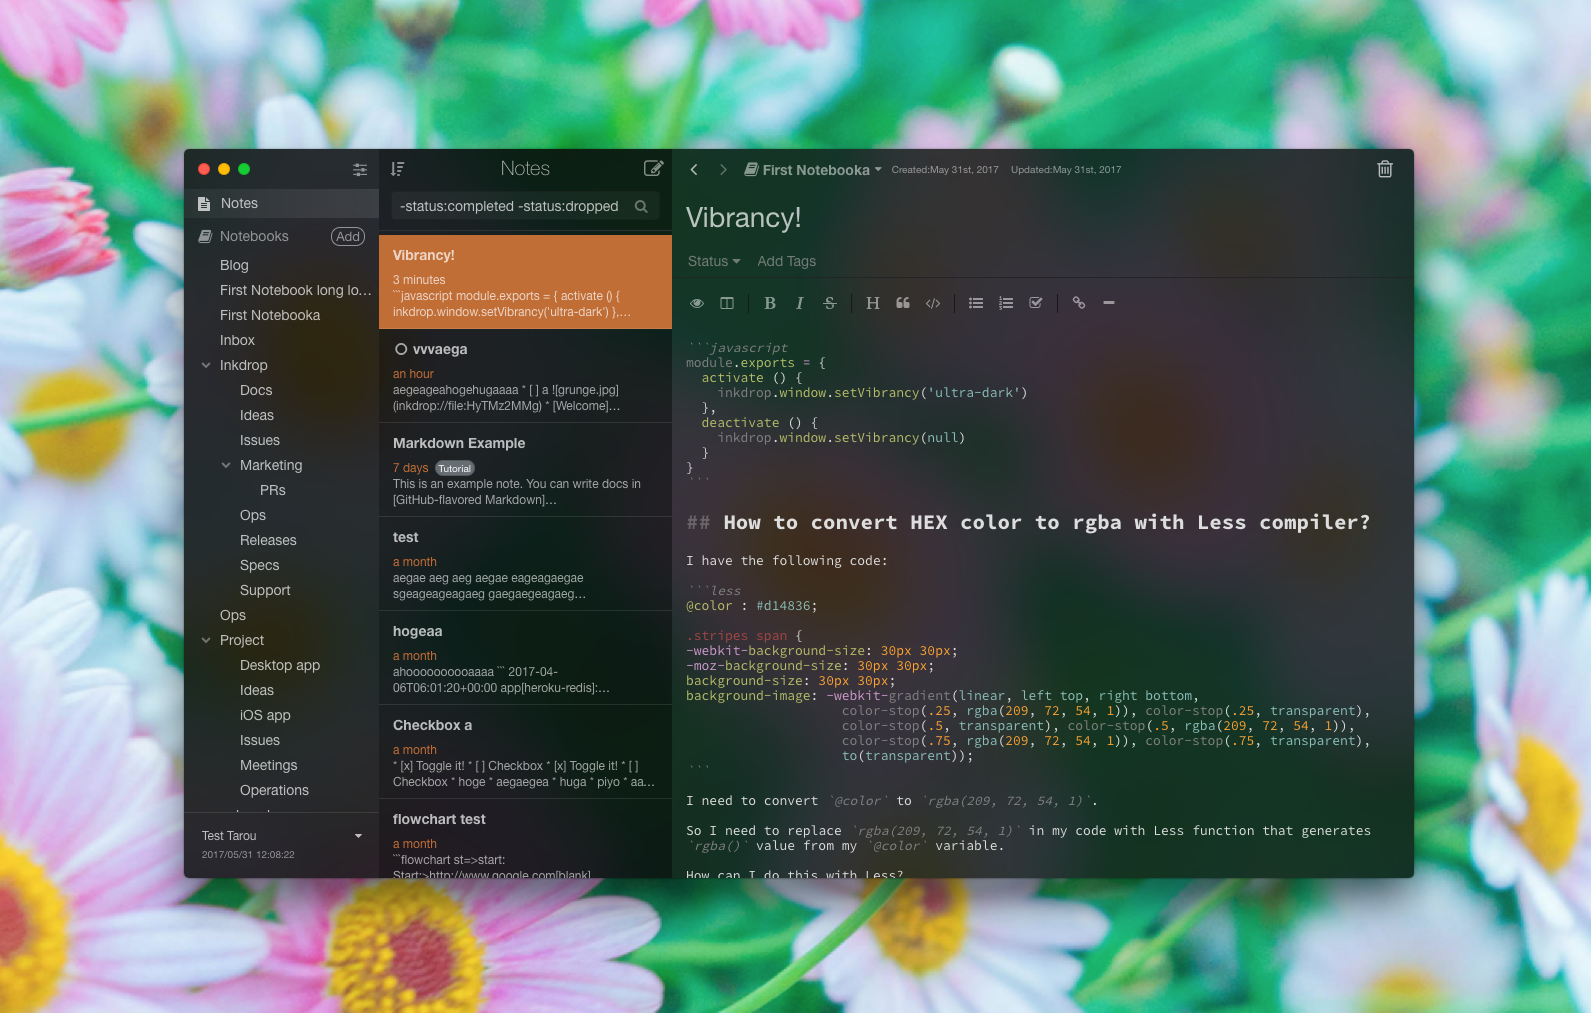 Notes
Notebooks Add
Blog
First Notebook long lo...
First Notebooka
Inbox
Inkdrop
Docs
Ideas
Issues
Marketing
PRs
Ops
Releases
Specs
Support
Ops
Project
Desktop app
Ideas
iOS app
Issues
Meetings
Operations
Test Tarou
2017/05/31 12:08:22
Notes
-status:completed -status:dropped
Vibrancy!
3 minutes
```javascript module.exports = { activate () {
inkdrop.window.setVibrancy('ultra-dark') },...
vvvaega
an hour
aegeageahogehugaaaa * [ ] a ![grunge.jpg]
(inkdrop://file:HyTMz2MMg) * [Welcome]...
Markdown Example
7 days Tutorial
This is an example note. You can write docs in
[GitHub-flavored Markdown]...
test
a month
aegae aeg aeg aegae eageagaegae
sgeageageagaeg gaegaegeagaeg...
hogeaa
a month
ahoooooooooaaaa ``` 2017-04-
06T06:01:20+00:00 app[heroku-redis]:...
Checkbox a
a month
* [x] Toggle it! * [ ] Checkbox * [x] Toggle it! * [ ]
Checkbox * hoge * aegaegea * huga * piyo * aa...
flowchart test
a month
```flowchart st=>start:
Start:>http://www.google.com[blank]
First Notebooka Created:May 31st, 2017 Updated:May 31st, 2017
Vibrancy!
Status Add Tags
B I S H
```javascript
module.exports = {
activate () {
inkdrop.window.setVibrancy('ultra-dark')
},
deactivate () {
inkdrop.window.setVibrancy(null)
}
}
```
## How to convert HEX color to rgba with Less compiler?
I have the following code:
```less
@color : #d14836;
.stripes span {
-webkit-background-size: 30px 30px;
-moz-background-size: 30px 30px;
background-size: 30px 30px;
background-image: -webkit-gradient(linear, left top, right bottom,
color-stop(.25, rgba(209, 72, 54, 1)), color-stop(.25, transparent),
color-stop(.5, transparent), color-stop(.5, rgba(209, 72, 54, 1)),
color-stop(.75, rgba(209, 72, 54, 1)), color-stop(.75, transparent),
to(transparent));
```
I need to convert `@color` to `rgba(209, 72, 54, 1)`.
So I need to replace `rgba(209, 72, 54, 1)` in my code with Less function that generates
`rgba()` value from my `@color` variable.
How can I do this with Less?